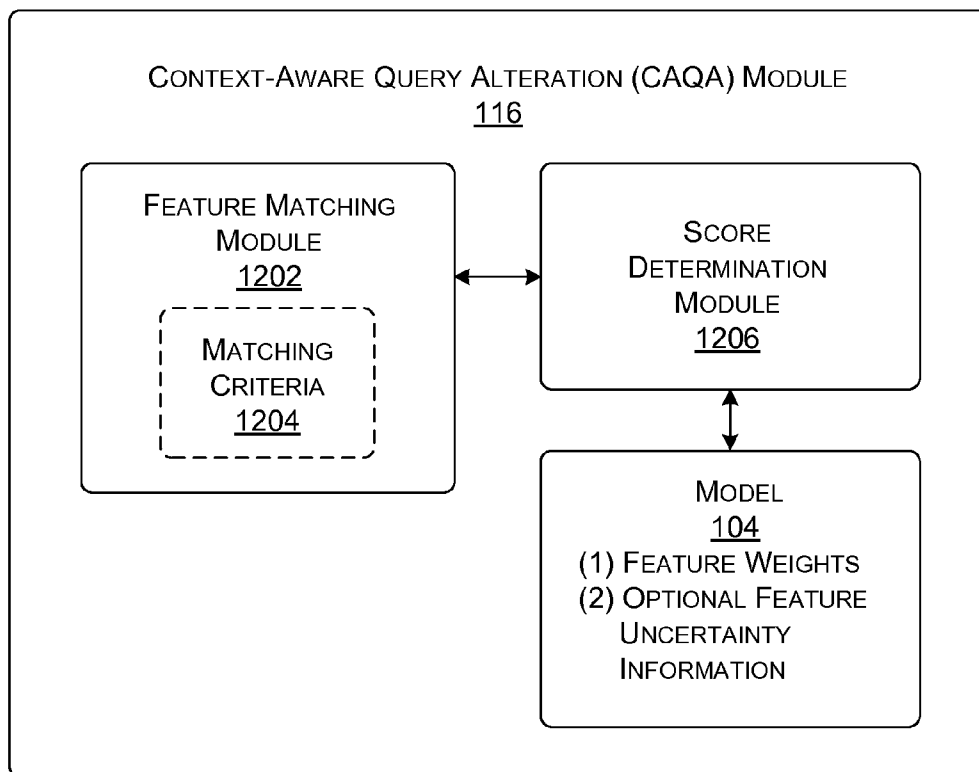 CONTEXT-AWARE QUERY ALTERATION (CAQA) MODULE
116
FEATURE MATCHING
MODULE
1202
MATCHING
CRITERIA
1204
SCORE
DETERMINATION
MODULE
1206
MODEL
104
(1) FEATURE WEIGHTS
(2) OPTIONAL FEATURE
UNCERTAINTY
INFORMATION